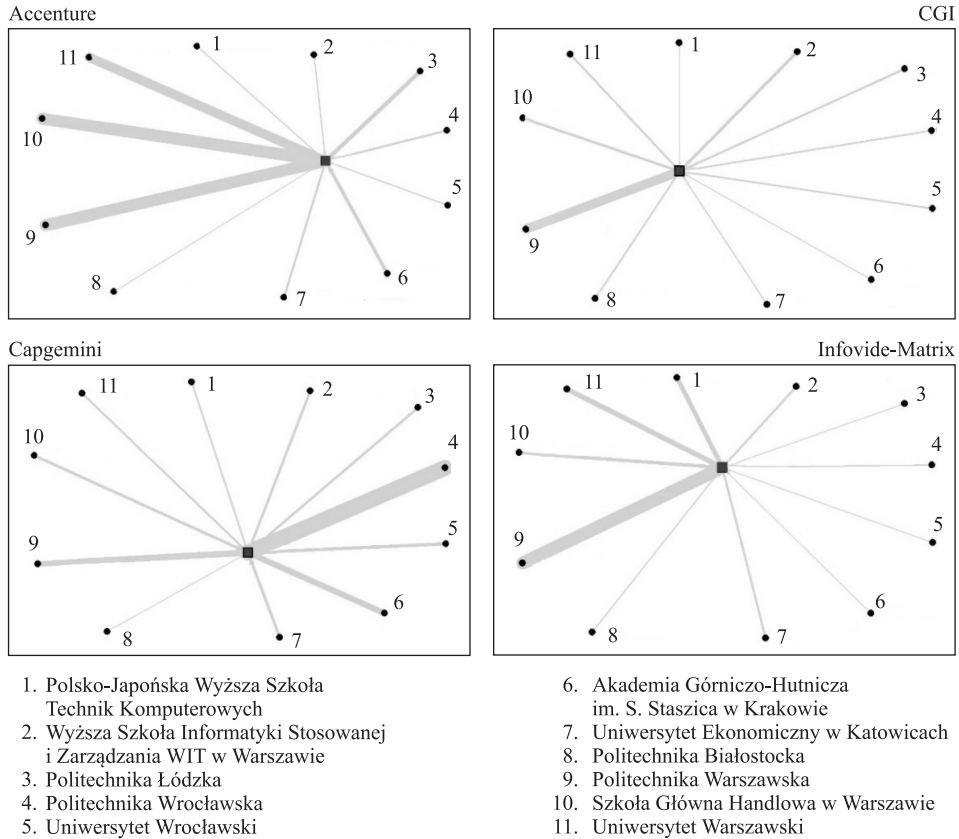 Accenture
CGI
1
2
3
4
5
6
7
8
9
10
11
1
2
3
4
5
6
7
8
9
10
11
Capgemini
Infovide-Matrix
1
2
3
4
5
6
7
8
9
10
11
1
2
3
4
5
6
7
8
9
10
11
1. Polsko-Japońska Wyższa Szkoła
Technik Komputerowych
2. Wyższa Szkoła Informatyki Stosowanej
i Zarządzania WIT w Warszawie
3. Politechnika Łódzka
4. Politechnika Wrocławska
5. Uniwersytet Wrocławski
6. Akademia Górniczo-Hutnicza
im. S. Staszica w Krakowie
7. Uniwersytet Ekonomiczny w Katowicach
8. Politechnika Białostocka
9. Politechnika Warszawska
10. Szkoła Główna Handlowa w Warszawie
11. Uniwersytet Warszawski